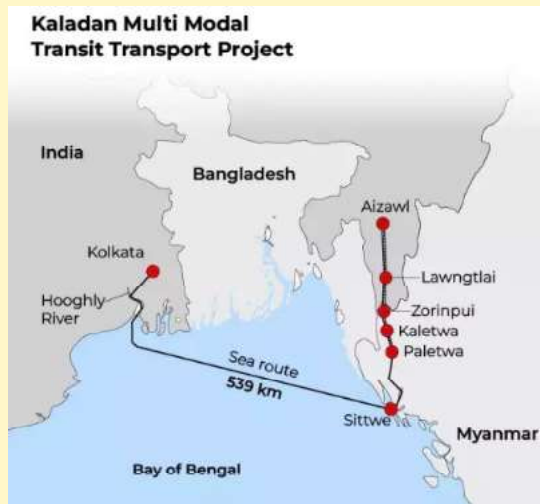 Kaladan Multi Modal
Transit Transport Project
India
Bangladesh
Aizawl
Kolkata
Lawngtlai
Hooghly
River
Zorinpui
Kaletwa
Paletwa
Sea route
539 km
Sittwe
Myanmar
Bay of Bengal